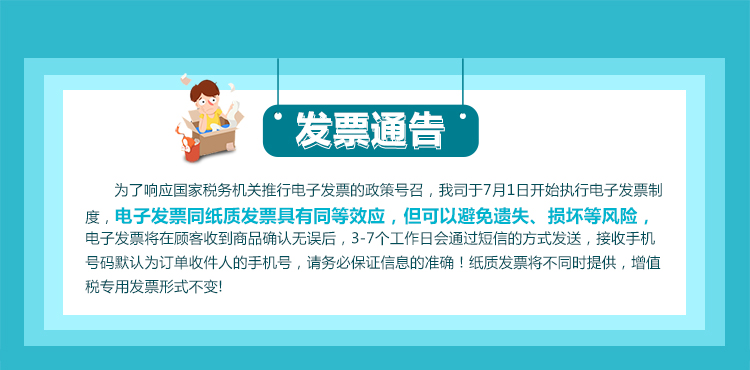 发票通告
为了响应国家税务机关推行电子发票的政策号召，我司于7月1日开始执行电子发票制
度，电子发票同纸质发票具有同等效应，但可以避免遗失、损坏等风险，
电子发票将在顾客收到商品确认无误后，3-7个工作日会通过短信的方式发送，接收手机
号码默认为订单收件人的手机号，请务必保证信息的准确！纸质发票将不同时提供，增值
税专用发票形式不变!